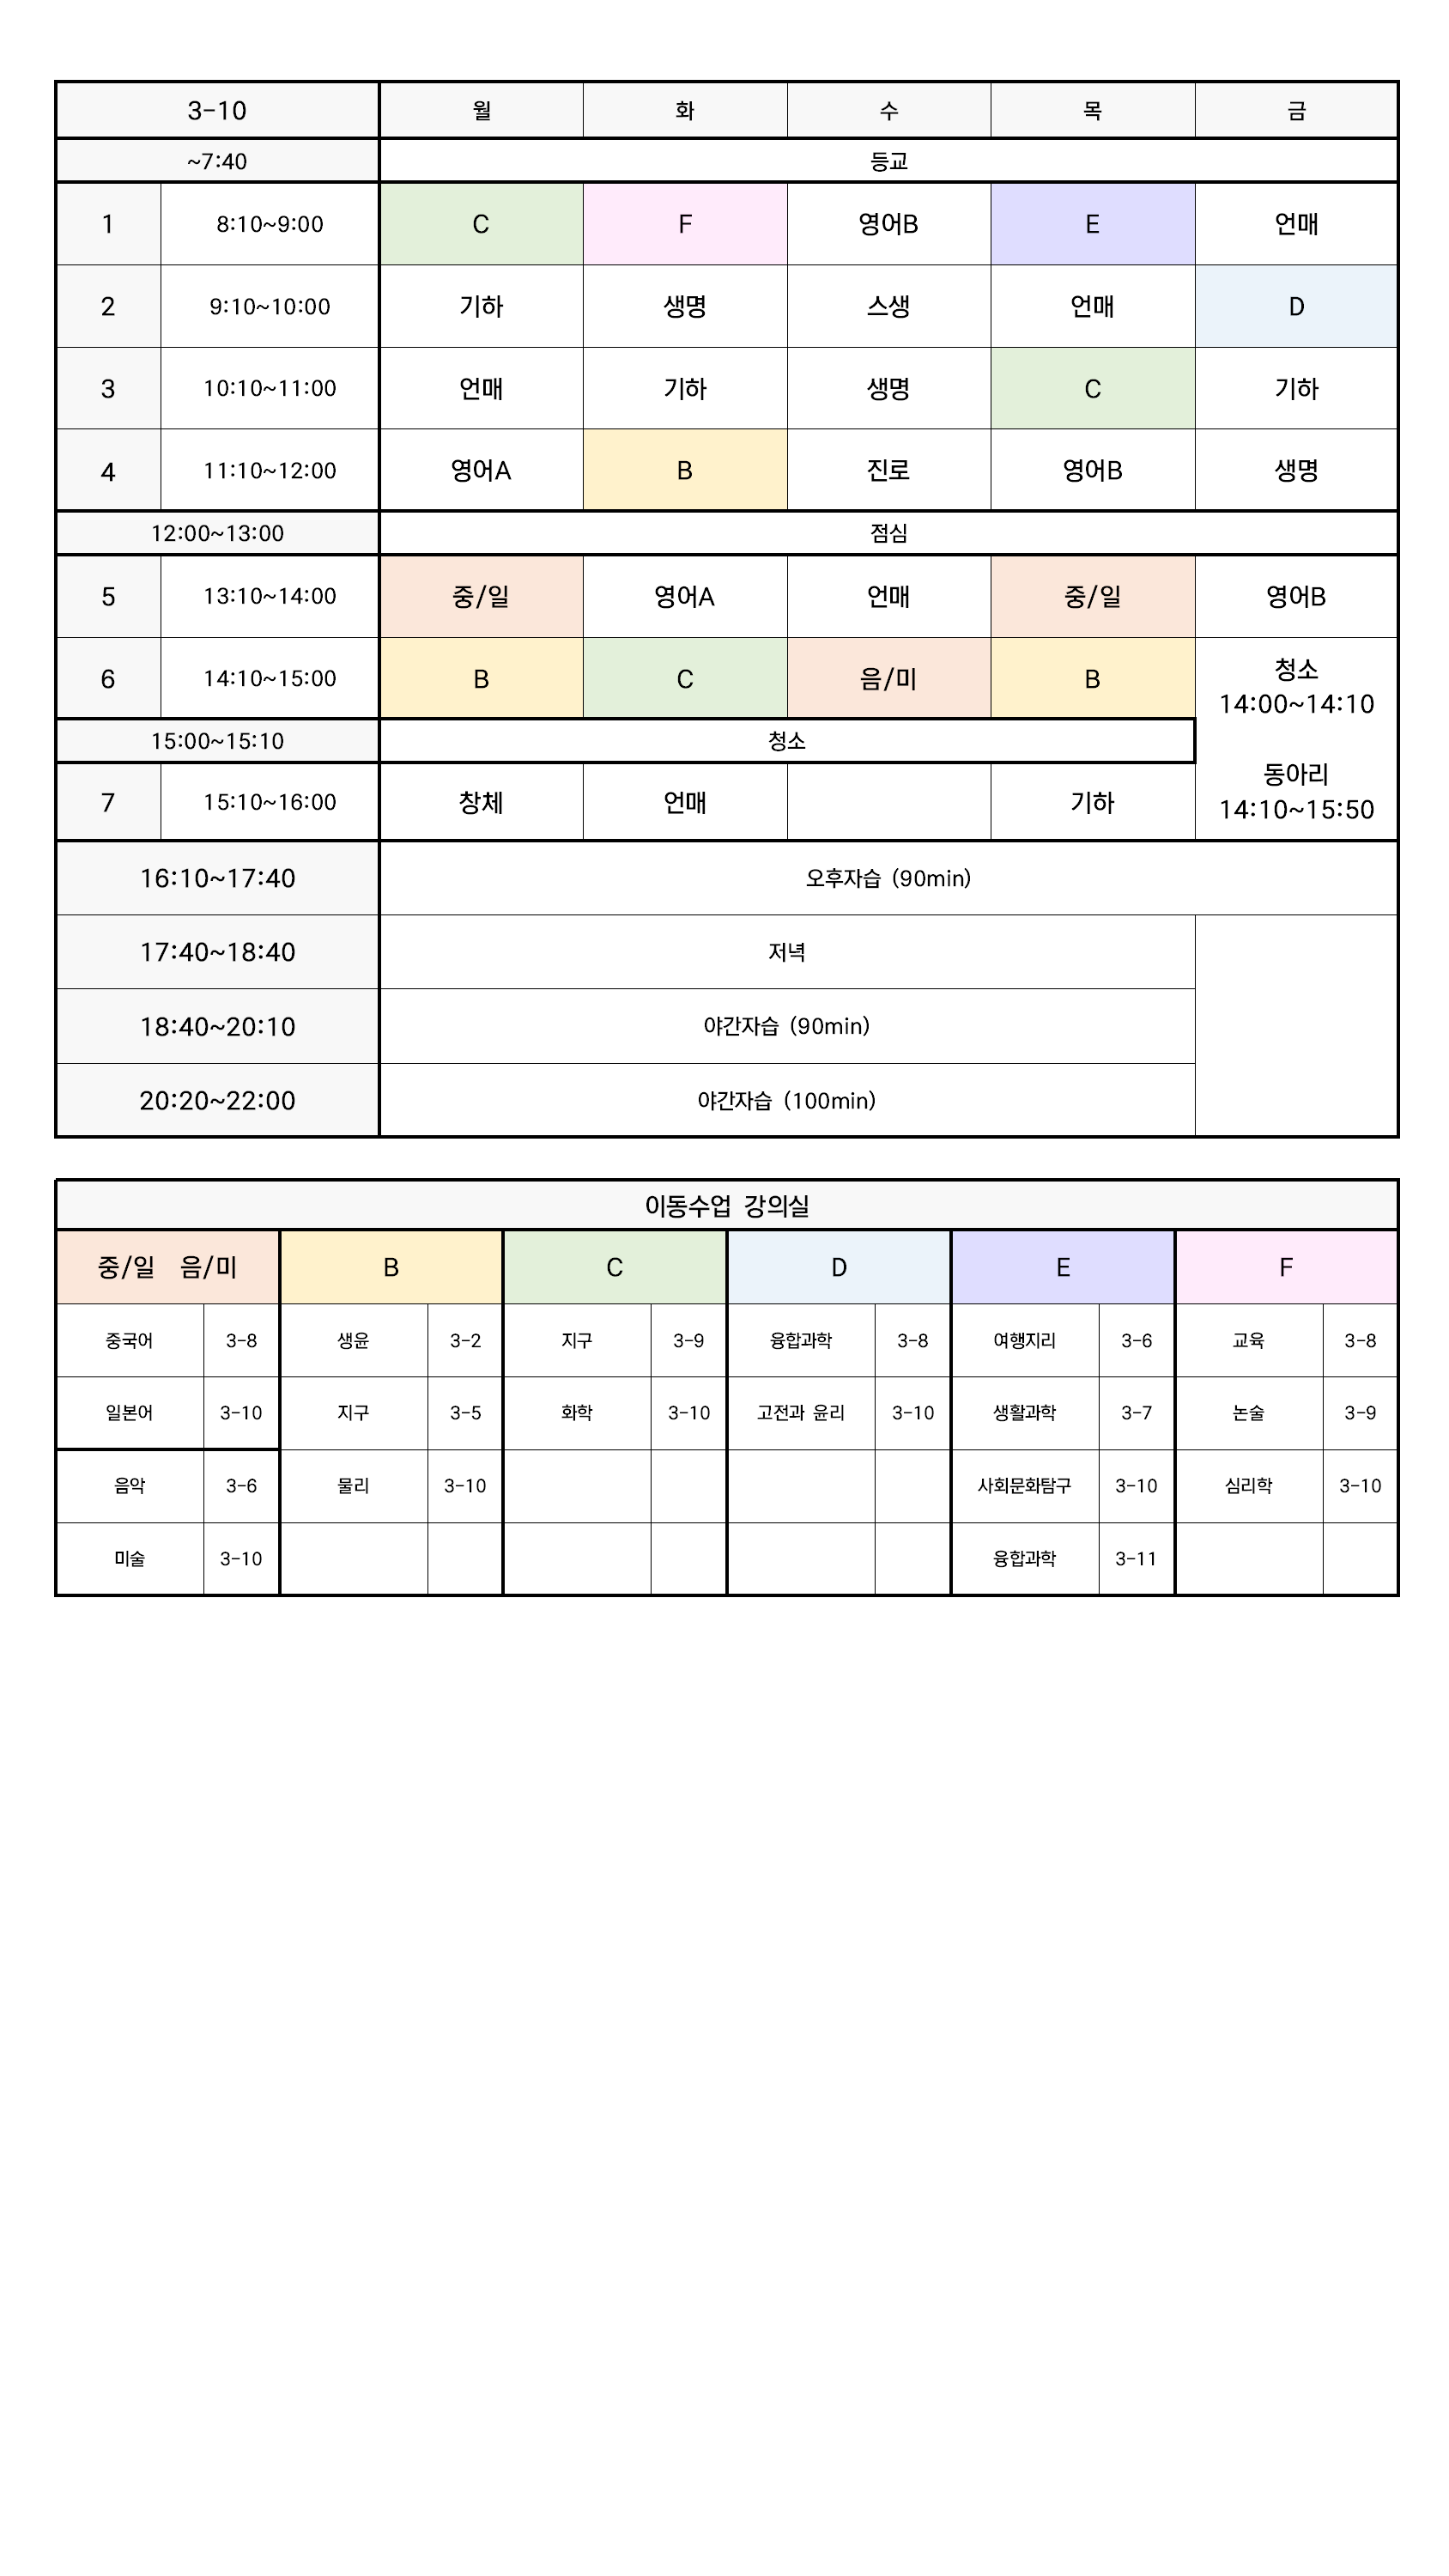 3-10 월 화 수 목 금
~7:40 등교
1 8:10~9:00 C F 영어B E 언매
2 9:10~10:00 기하 생명 스생 언매 D
3 10:10~11:00 언매 기하 생명 C 기하
4 11:10~12:00 영어A B 진로 영어B 생명
12:00~13:00 점심
5 13:10~14:00 중/일 영어A 언매 중/일 영어B
6 14:10~15:00 B C 음/미 B 청소
14:00~14:10
15:00~15:10 청소
동아리
7 15:10~16:00 창체 언매 기하 14:10~15:50
16:10~17:40 오후자습 (90min)
17:40~18:40 저녁
18:40~20:10 야간자습 (90min)
20:20~22:00 야간자습 (100min)
이동수업 강의실
중/일 음/미 B C D E F
중국어 3-8 생윤 3-2 지구 3-9 융합과학 3-8 여행지리 3-6 교육 3-8
일본어 3-10 지구 3-5 화학 3-10 고전과 윤리 3-10 생활과학 3-7 논술 3-9
음악 3-6 물리 3-10 사회문화탐구 3-10 심리학 3-10
미술 3-10 융합과학 3-11